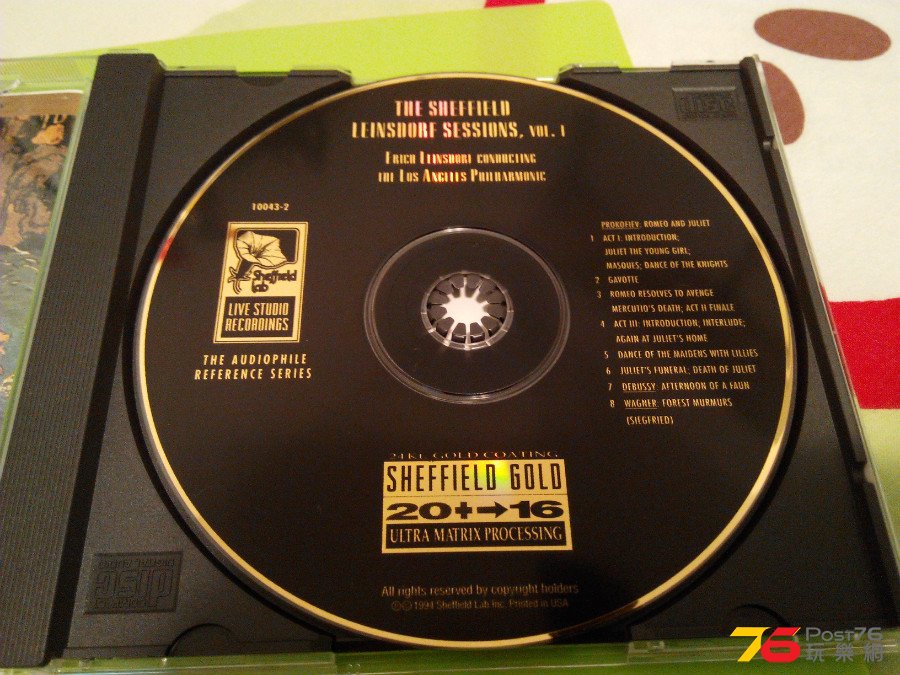 THE SHEFFIELD
LEINSDORF SESSIONS, VOL. I
ERICH LEINSDORF CONDUCTING
THE LOS ANGELES PHILHARMONIC
10043-2
Sheffield
Lab
LIVE STUDIO
RECORDINGS
THE AUDIOPHILE
REFERENCE SERIES
PROKOFIEV: ROMEO AND JULIET
1 ACT I: INTRODUCTION;
JULIET THE YOUNG GIRL;
MASQUES; DANCE OF THE KNIGHTS
2 GAVOTTE
3 ROMEO RESOLVES TO AVENGE
MERCUTIO'S DEATH; ACT II FINALE
4 ACT III: INTRODUCTION, INTERLUDE;
AGAIN AT JULIET'S HOME
5 DANCE OF THE MAIDENS WITH LILLIES
6 JULIET'S FUNERAL; DEATH OF JULIET
7 DEBUSSY: AFTERNOON OF A FAUN
8 WAGNER: FOREST MURMURS
(SIEGFRIED)
24KT. GOLD COATING
SHEFFIELD GOLD
20+→16
ULTRA MATRIX PROCESSING
All rights reserved by copyright holders
©Ⓟ 1994 Sheffield Lab Inc. Printed in USA
disc
disc
76 Post76
玩樂網